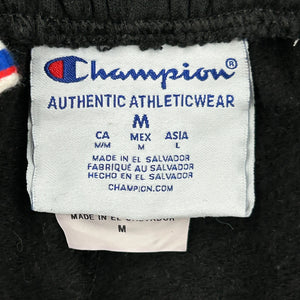 Champion®
AUTHENTIC ATHLETICWEAR
M
CA MEX ASIA
M/M M L
MADE IN EL SALVADOR
FABRIQUÉ AU SALVADOR
HECHO EN EL SALVADOR
CHAMPION.COM
MADE IN EL SALVADOR
M